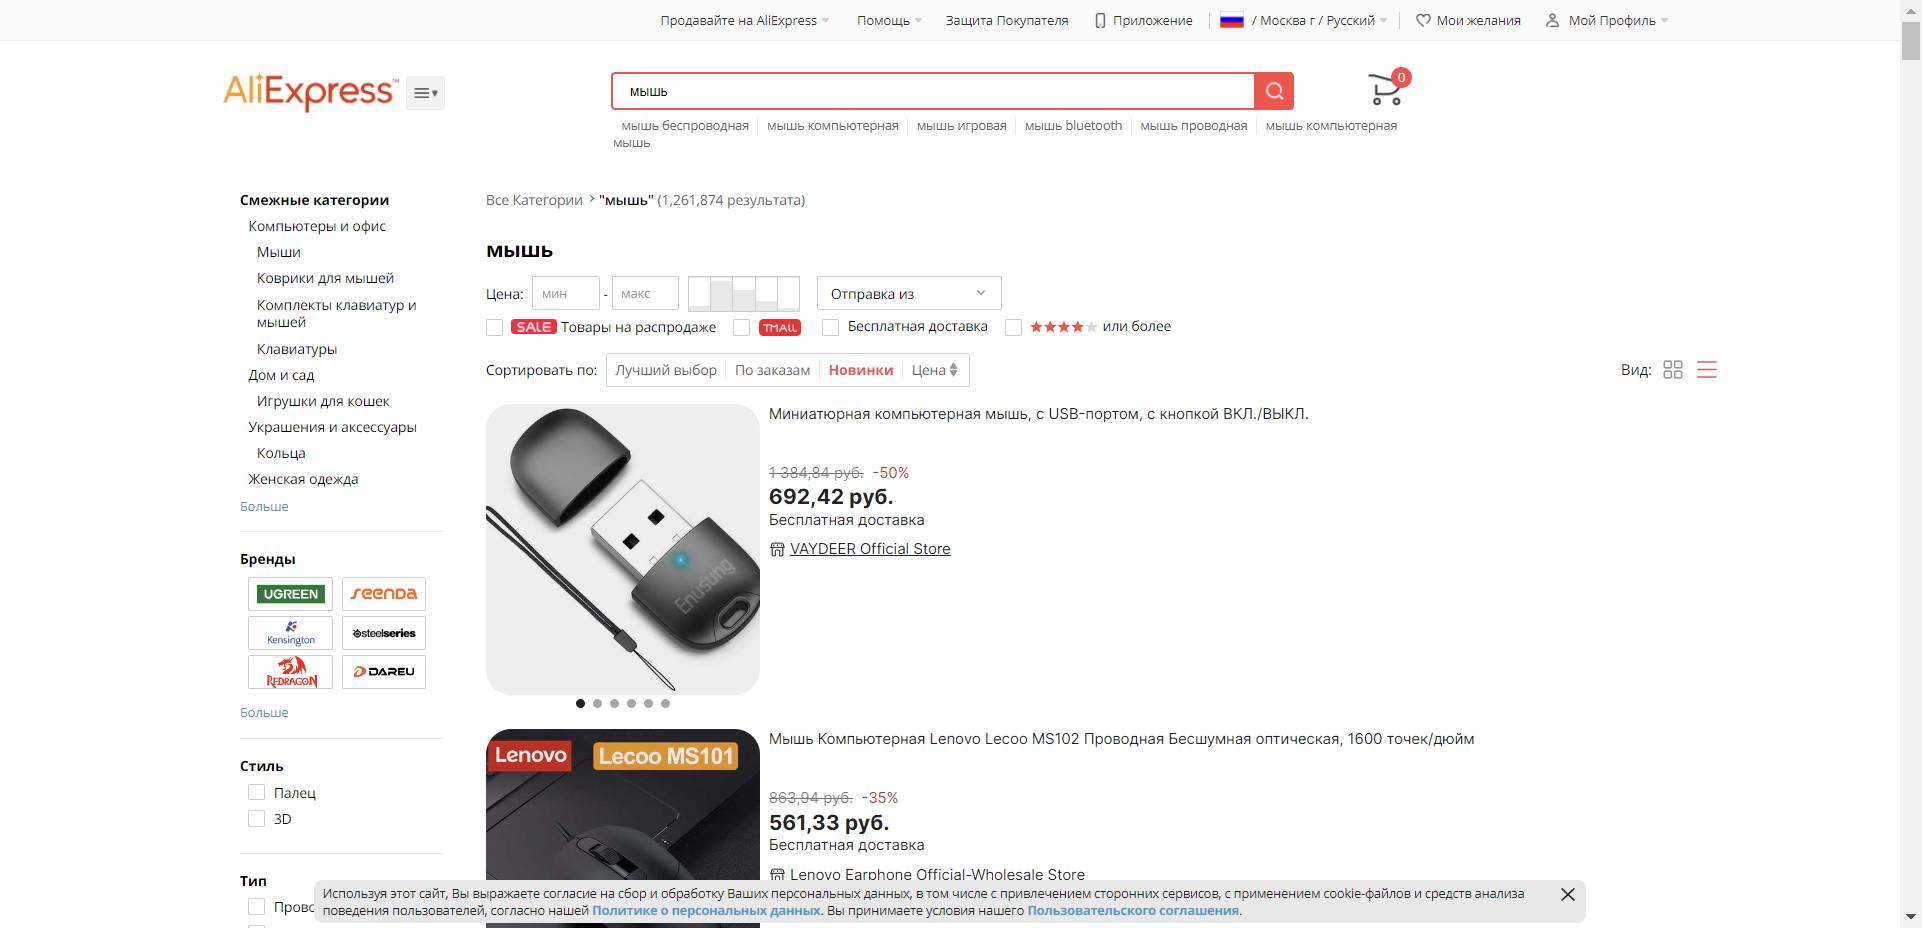 Продавайте на AliExpress
Помощь
Защита Покупателя
Приложение
/ Москва г / Русский
Мои желания
Мой Профиль
AliExpress™
мышь
0
мышь беспроводная
мышь компьютерная
мышь игровая
мышь bluetooth
мышь проводная
мышь компьютерная
мышь
Смежные категории
Компьютеры и офис
Мыши
Коврики для мышей
Комплекты клавиатур и
мышей
Клавиатуры
Дом и сад
Игрушки для кошек
Украшения и аксессуары
Кольца
Женская одежда
Больше
Бренды
UGREEN
SEENDA
Kensington
steelseries
REDRAGON
DAREU
Больше
Стиль
Палец
3D
Тип
Все Категории > "мышь" (1,261,874 результата)
мышь
Цена: мин - макс
Отправка из
SALE Товары на распродаже
TMALL
Бесплатная доставка
или более
Сортировать по: Лучший выбор По заказам Новинки Цена
Вид:
Enusung
Миниатюрная компьютерная мышь, с USB-портом, с кнопкой ВКЛ./ВЫКЛ.
1 384,84 руб. -50%
692,42 руб.
Бесплатная доставка
VAYDEER Official Store
Lenovo Lecoo MS101
Мышь Компьютерная Lenovo Lecoo MS102 Проводная Бесшумная оптическая, 1600 точек/дюйм
863,94 руб. -35%
561,33 руб.
Бесплатная доставка
Lenovo Earphone Official-Wholesale Store
Используя этот сайт, Вы выражаете согласие на сбор и обработку Ваших персональных данных, в том числе с привлечением сторонних сервисов, с применением cookie-файлов и средств анализа
поведения пользователей, согласно нашей Политике о персональных данных. Вы принимаете условия нашего Пользовательского соглашения.